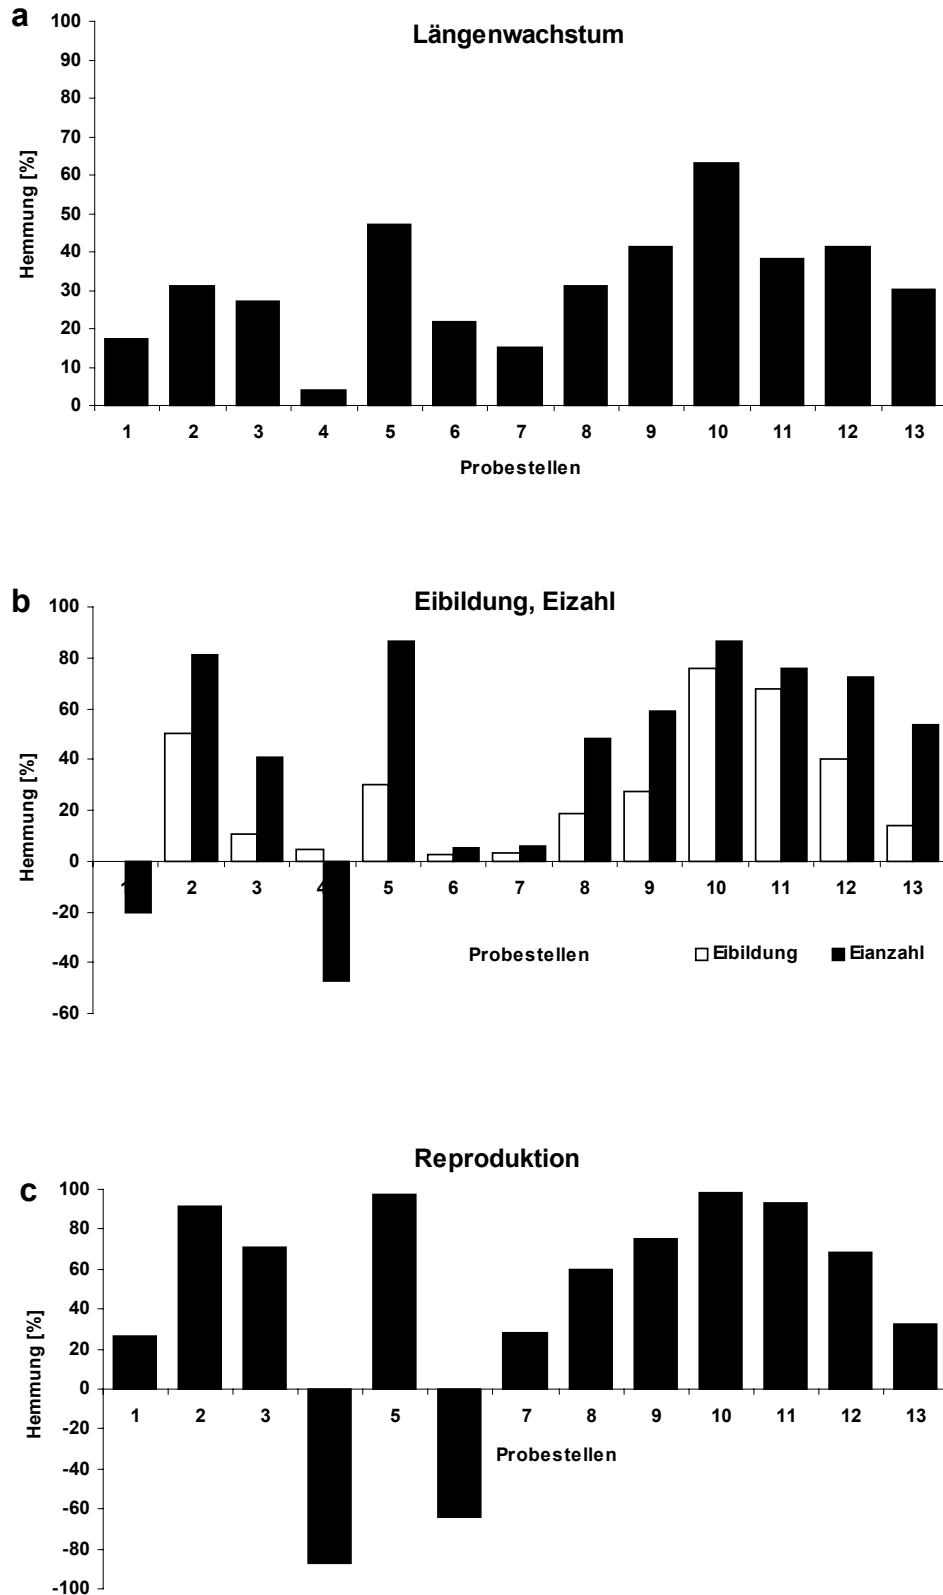 a
Längenwachstum
100
90
80
70
60
50
40
30
20
10
0
Hemmung [%]
1 2 3 4 5 6 7 8 9 10 11 12 13
Probestellen
b
Eibildung, Eizahl
100
80
60
40
20
0
-20
-40
-60
Hemmung [%]
1 2 3 4 5 6 7 8 9 10 11 12 13
Probestellen
Eibildung Eianzahl
Reproduktion
c
100
80
60
40
20
0
-20
-40
-60
-80
-100
Hemmung [%]
1 2 3 5 7 8 9 10 11 12 13
Probestellen